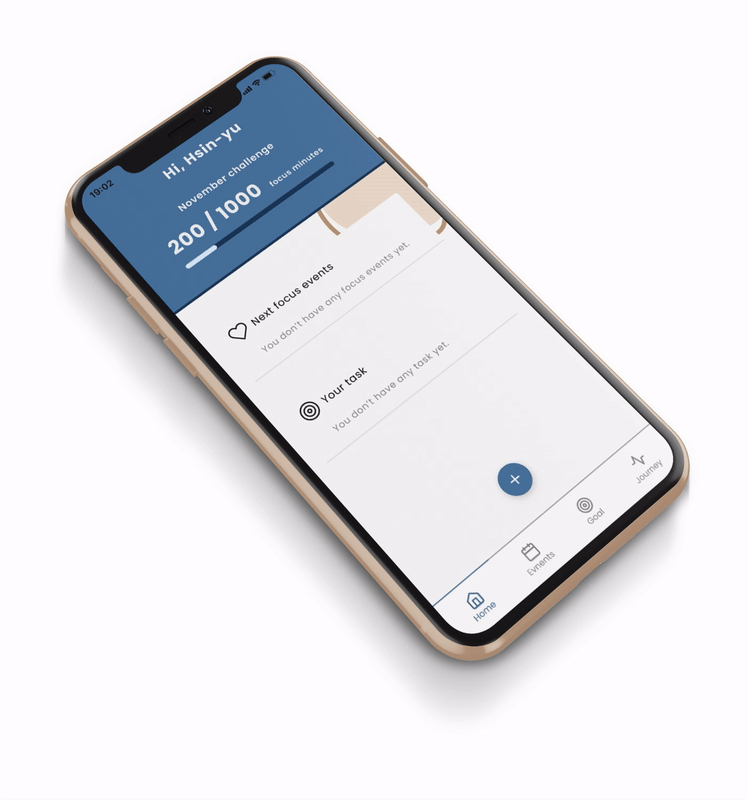 19:02
Hi, Hsin-yu
November challenge
200 / 1000 focus minutes
Next focus events
You don't have any focus events yet.
Your task
You don't have any task yet.
+
Home
Evnents
Goal
Journey